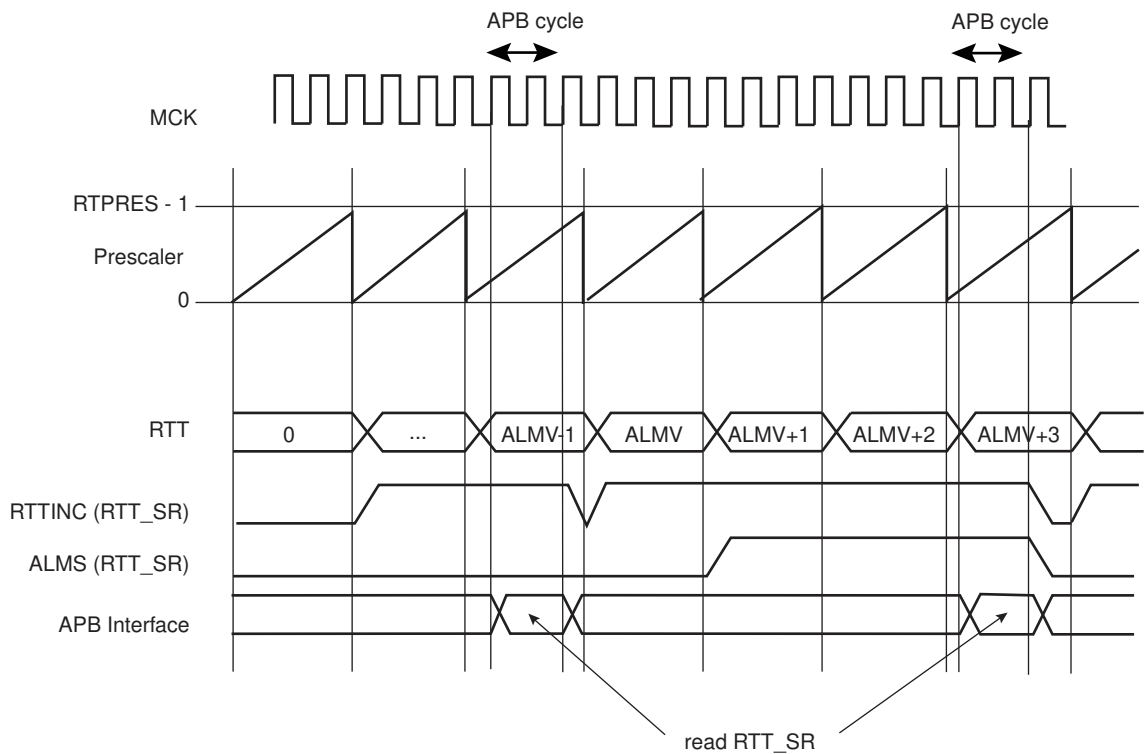 APB cycle APB cycle
MCK
RTPRES - 1
Prescaler
0
RTT 0 ... ALMV-1 ALMV ALMV+1 ALMV+2 ALMV+3
RTTINC (RTT_SR)
ALMS (RTT_SR)
APB Interface
read RTT_SR